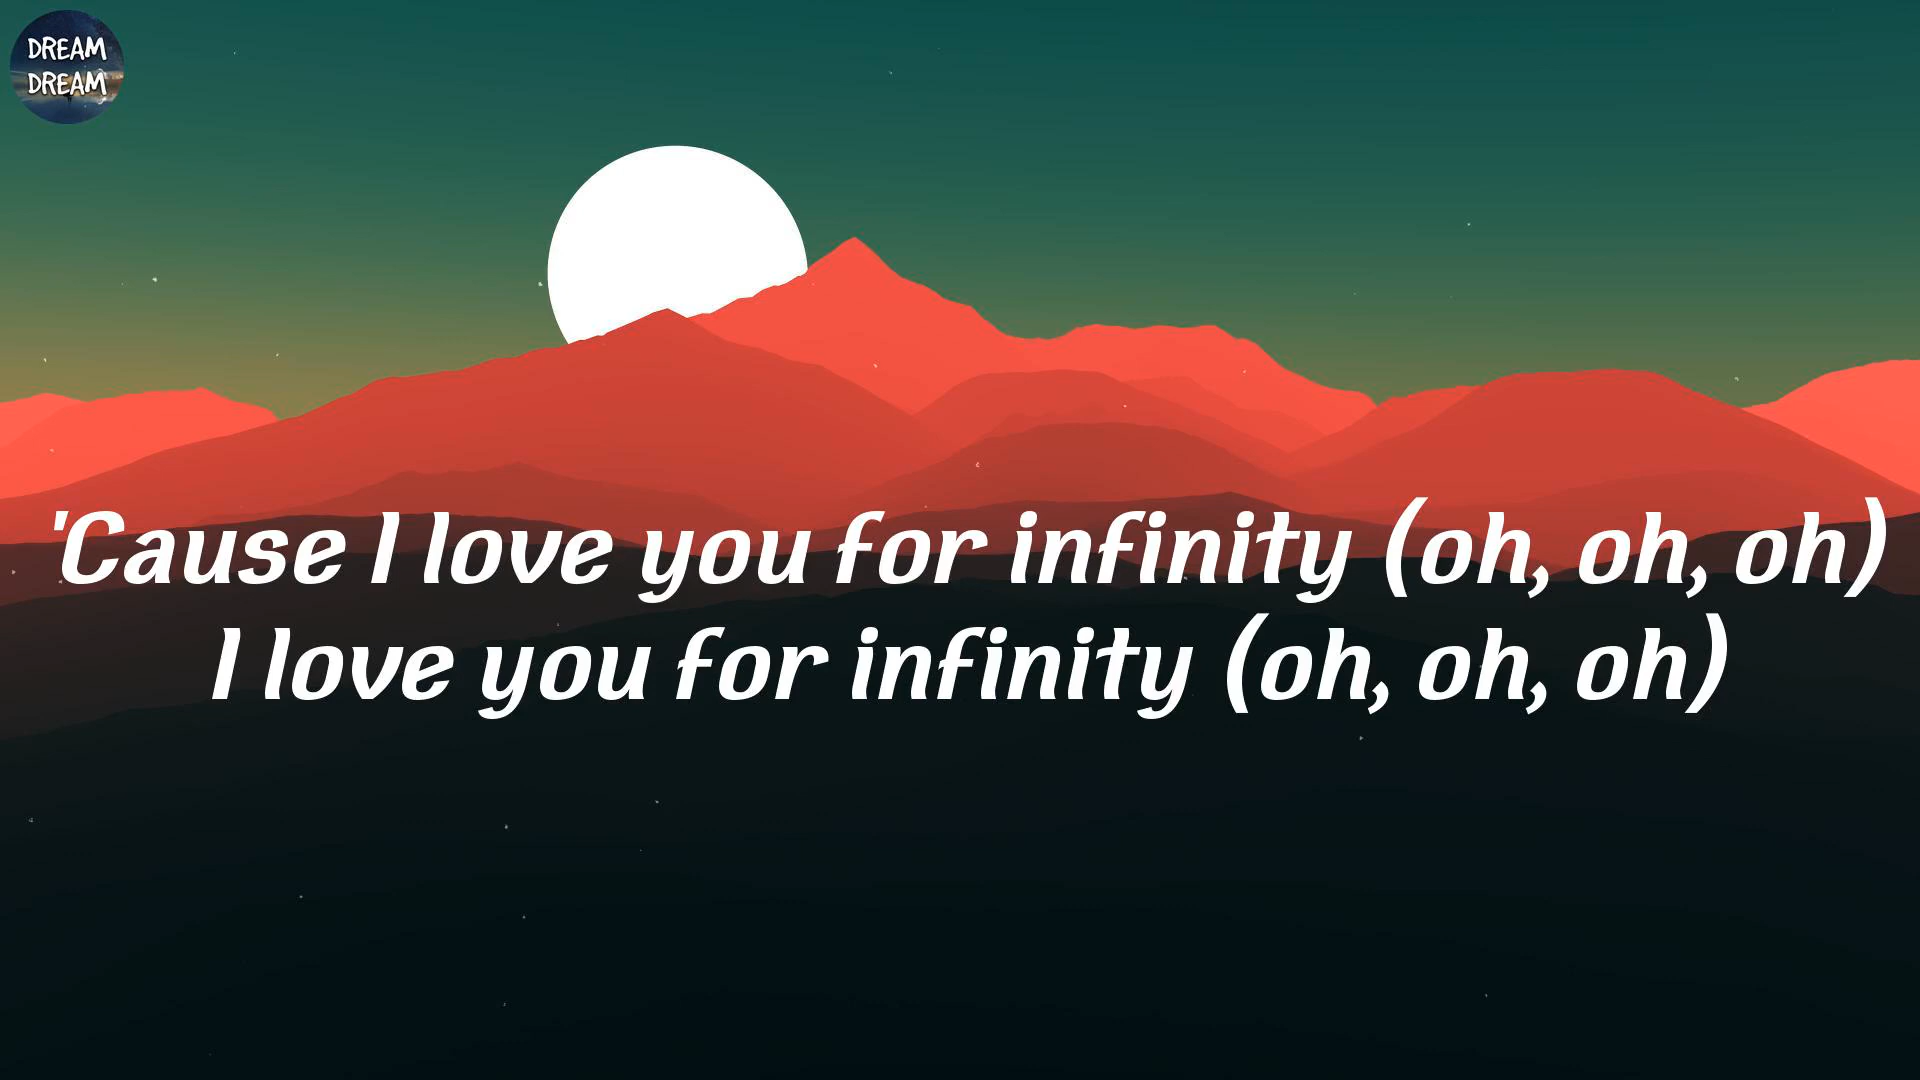 DREAM
DREAM
'Cause I love you for infinity (oh, oh, oh)
I love you for infinity (oh, oh, oh)